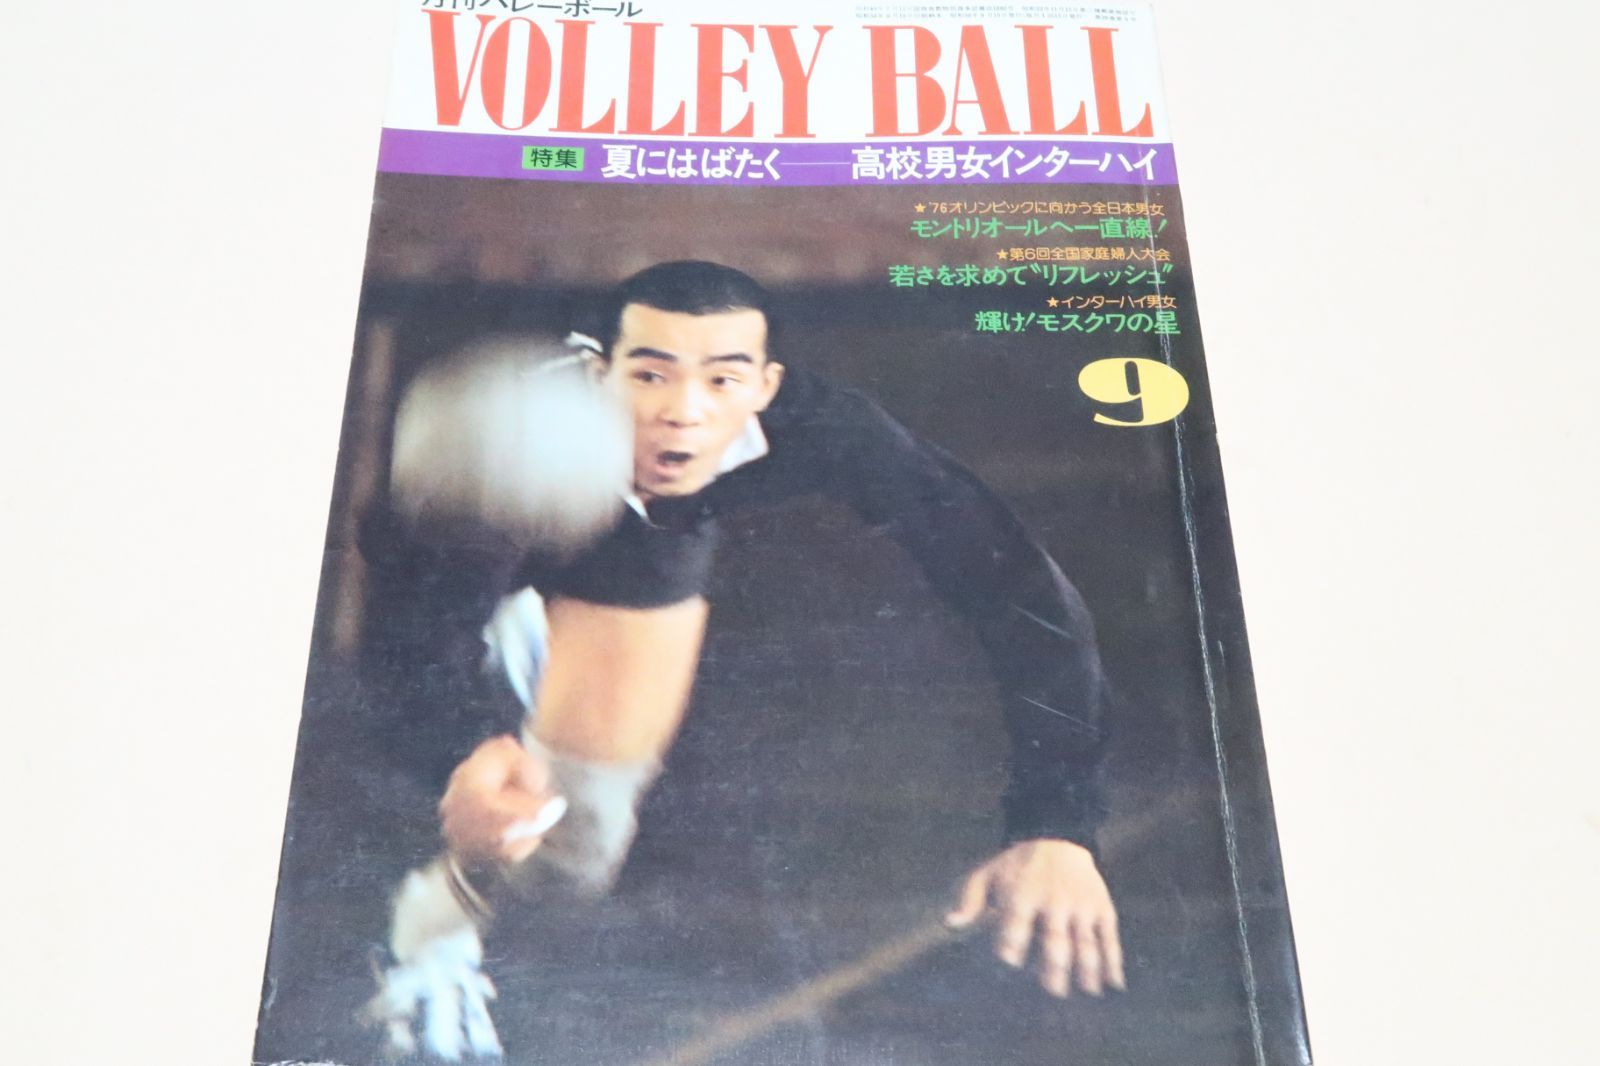 月刊バレーボール
VOLLEY BALL
特集 夏にはばたく――高校男女インターハイ
★'76オリンピックに向かう全日本男女
モントリオールへ一直線!
★第6回全国家庭婦人大会
若さを求めて“リフレッシュ”
★インターハイ男女
輝け!モスクワの星
9